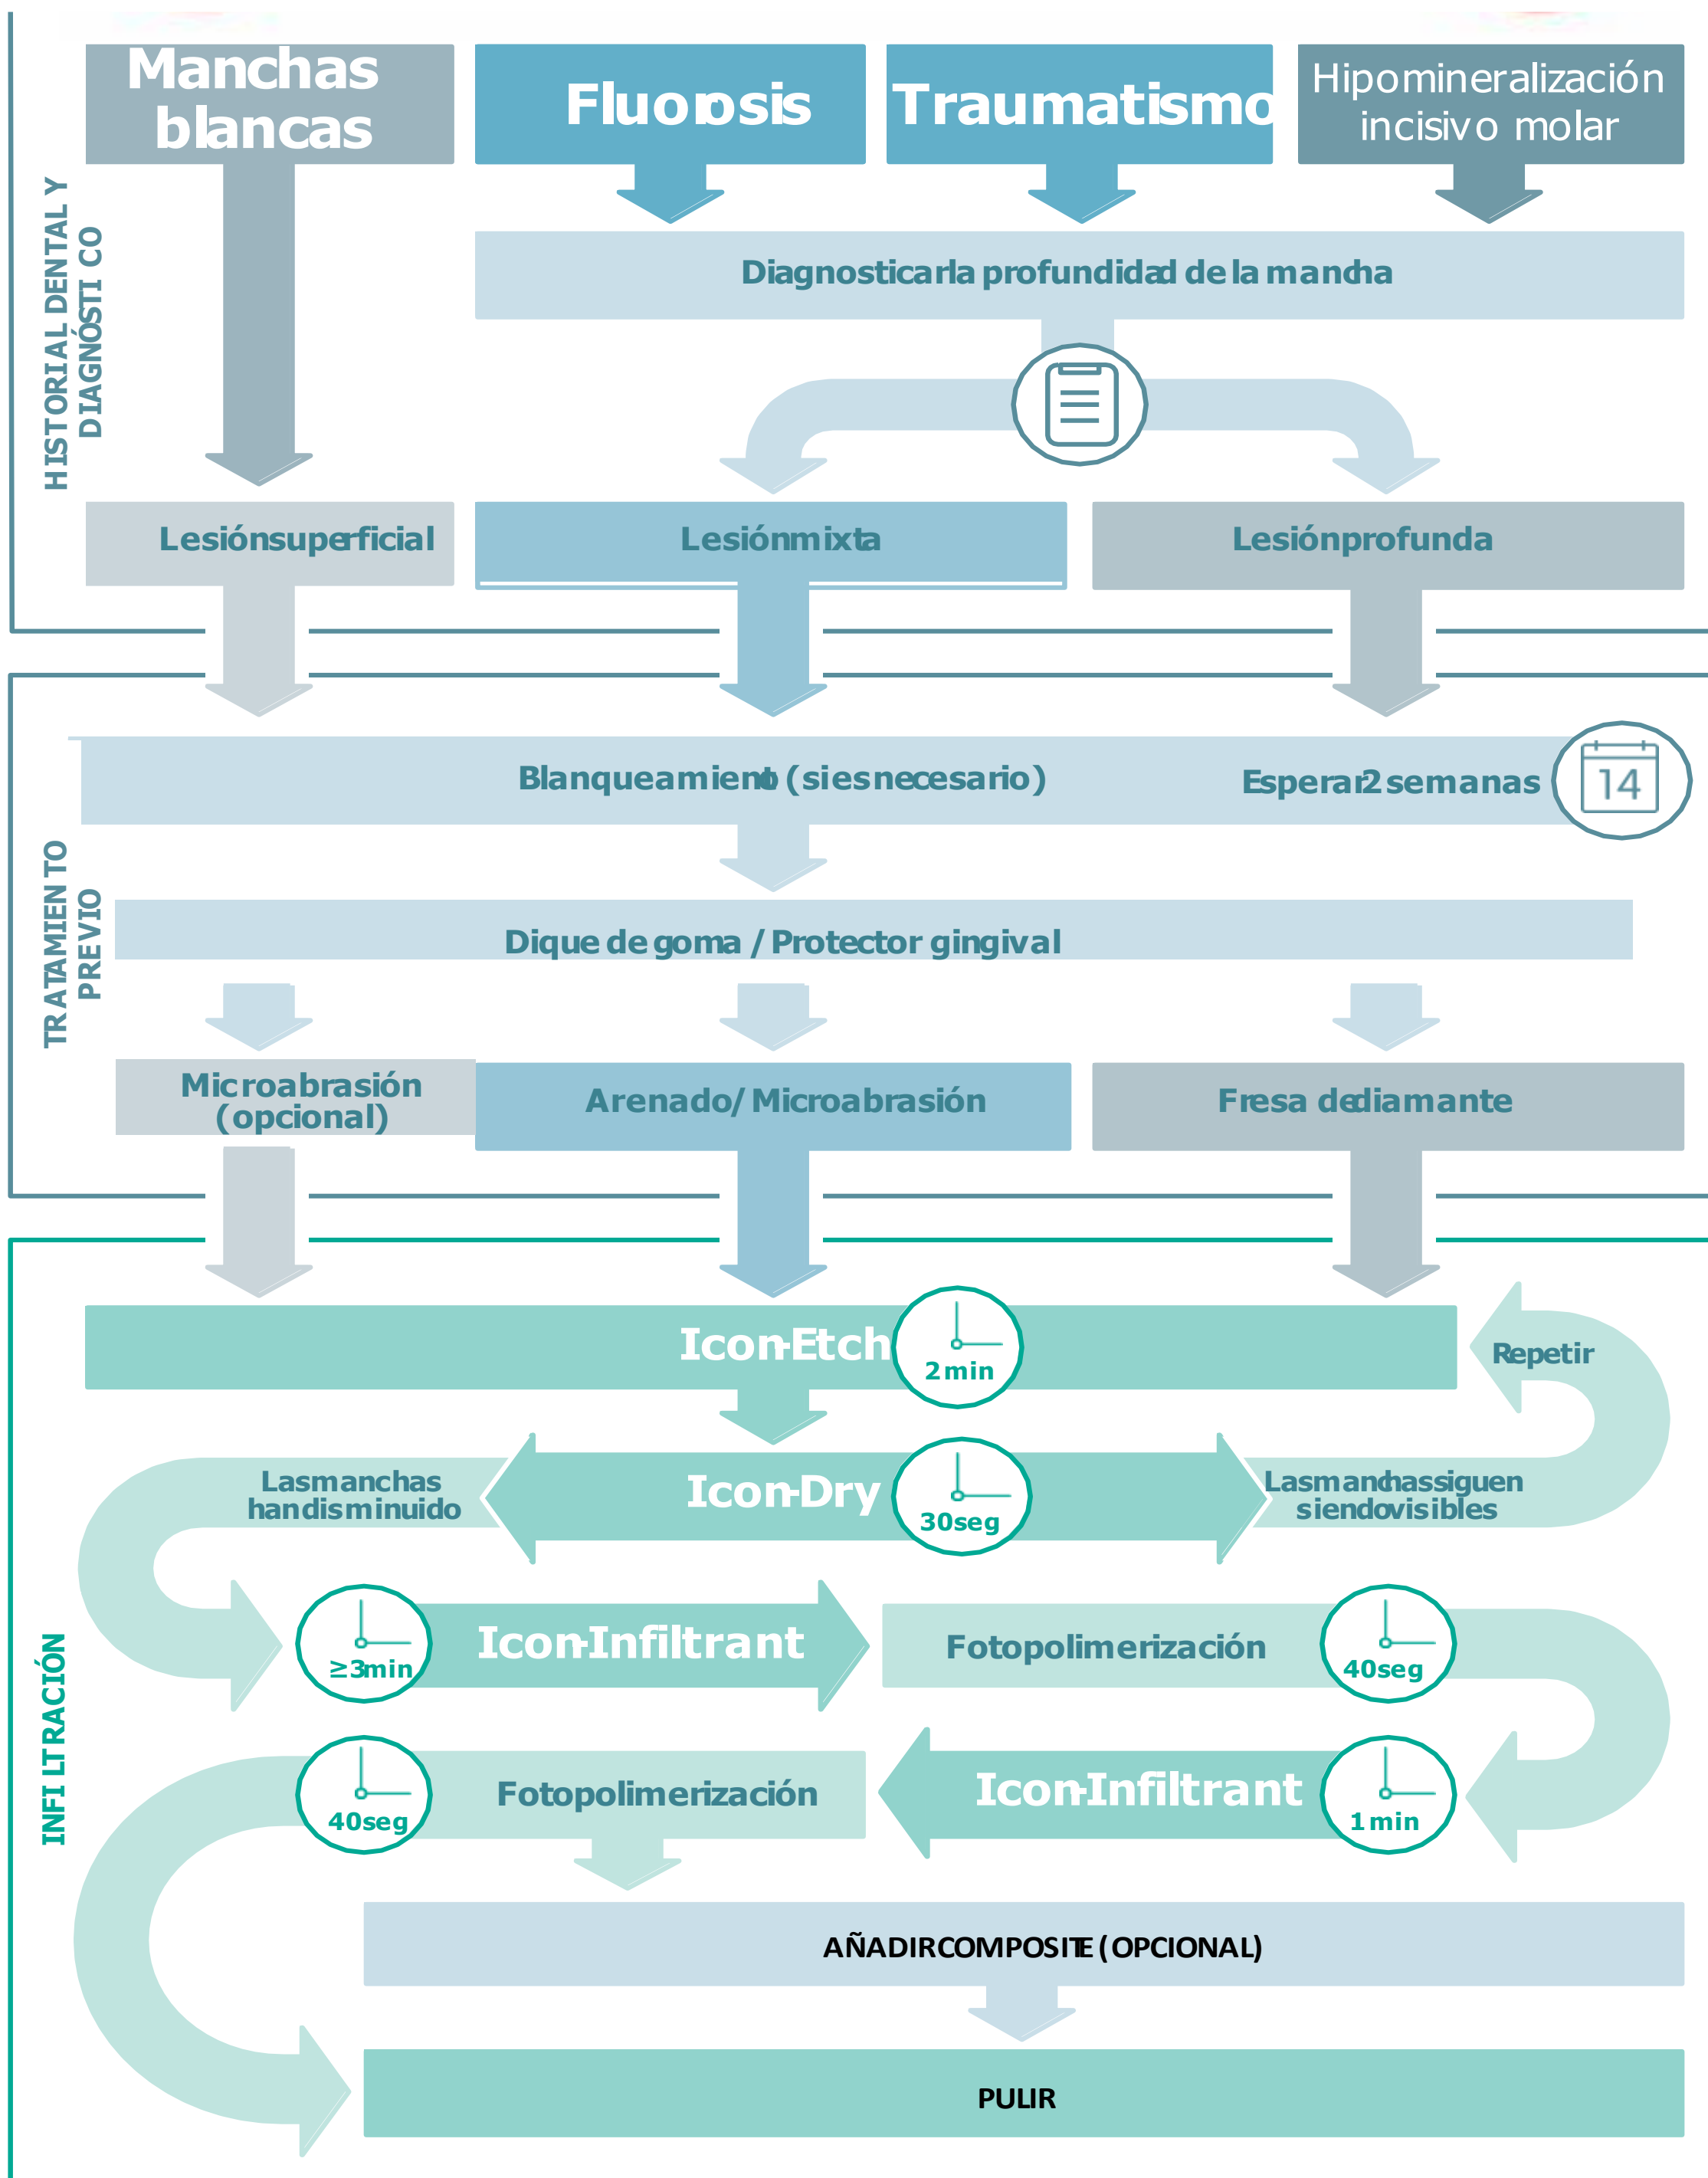 Manchas
blancas
Fluorosis
Traumatismo
Hipomineralización
incisivo molar
HISTORIAL DENTAL Y
DIAGNÓSTICO
Diagnosticar la profundidad de la mancha
Lesión superficial
Lesión mixta
Lesión profunda
TRATAMIENTO
PREVIO
Blanqueamiento (si es necesario)
Esperar 2 semanas
14
Dique de goma / Protector gingival
Microabrasión
(opcional)
Arenado / Microabrasión
Fresa de diamante
INFILTRACIÓN
Icon-Etch
2 min
Repetir
Las manchas
han disminuido
Icon-Dry
30 seg
Las manchas siguen
siendo visibles
≥3 min
Icon-Infiltrant
Fotopolimerización
40 seg
40 seg
Fotopolimerización
Icon-Infiltrant
1 min
AÑADIR COMPOSITE (OPCIONAL)
PULIR